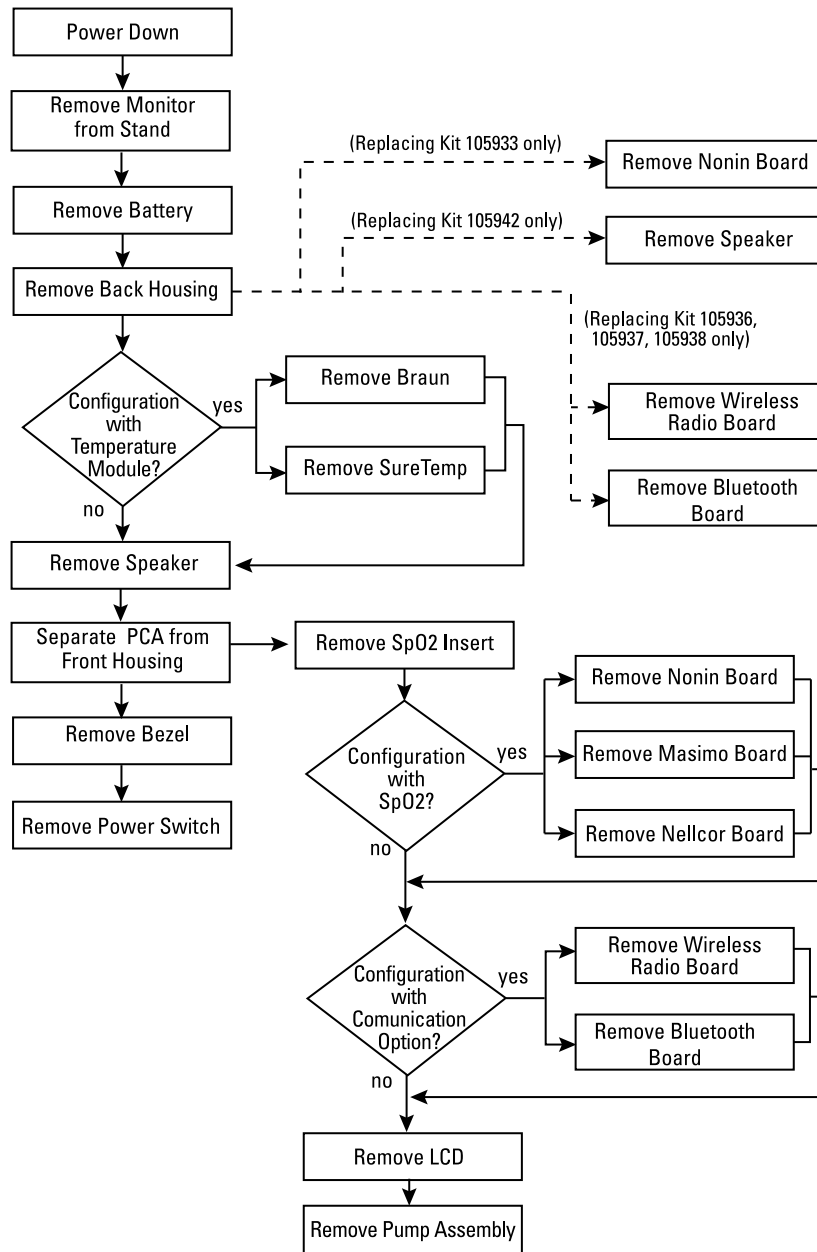 Power Down
Remove Monitor
from Stand
(Replacing Kit 105933 only)
Remove Nonin Board
Remove Battery
(Replacing Kit 105942 only)
Remove Speaker
Remove Back Housing
(Replacing Kit 105936,
105937, 105938 only)
Configuration
with
Temperature
Module?
yes
no
Remove Braun
Remove SureTemp
Remove Wireless
Radio Board
Remove Bluetooth
Board
Remove Speaker
Separate PCA from
Front Housing
Remove Bezel
Remove Power Switch
Remove SpO2 Insert
Configuration
with
SpO2?
yes
no
Remove Nonin Board
Remove Masimo Board
Remove Nellcor Board
Configuration
with
Comunication
Option?
yes
no
Remove Wireless
Radio Board
Remove Bluetooth
Board
Remove LCD
Remove Pump Assembly